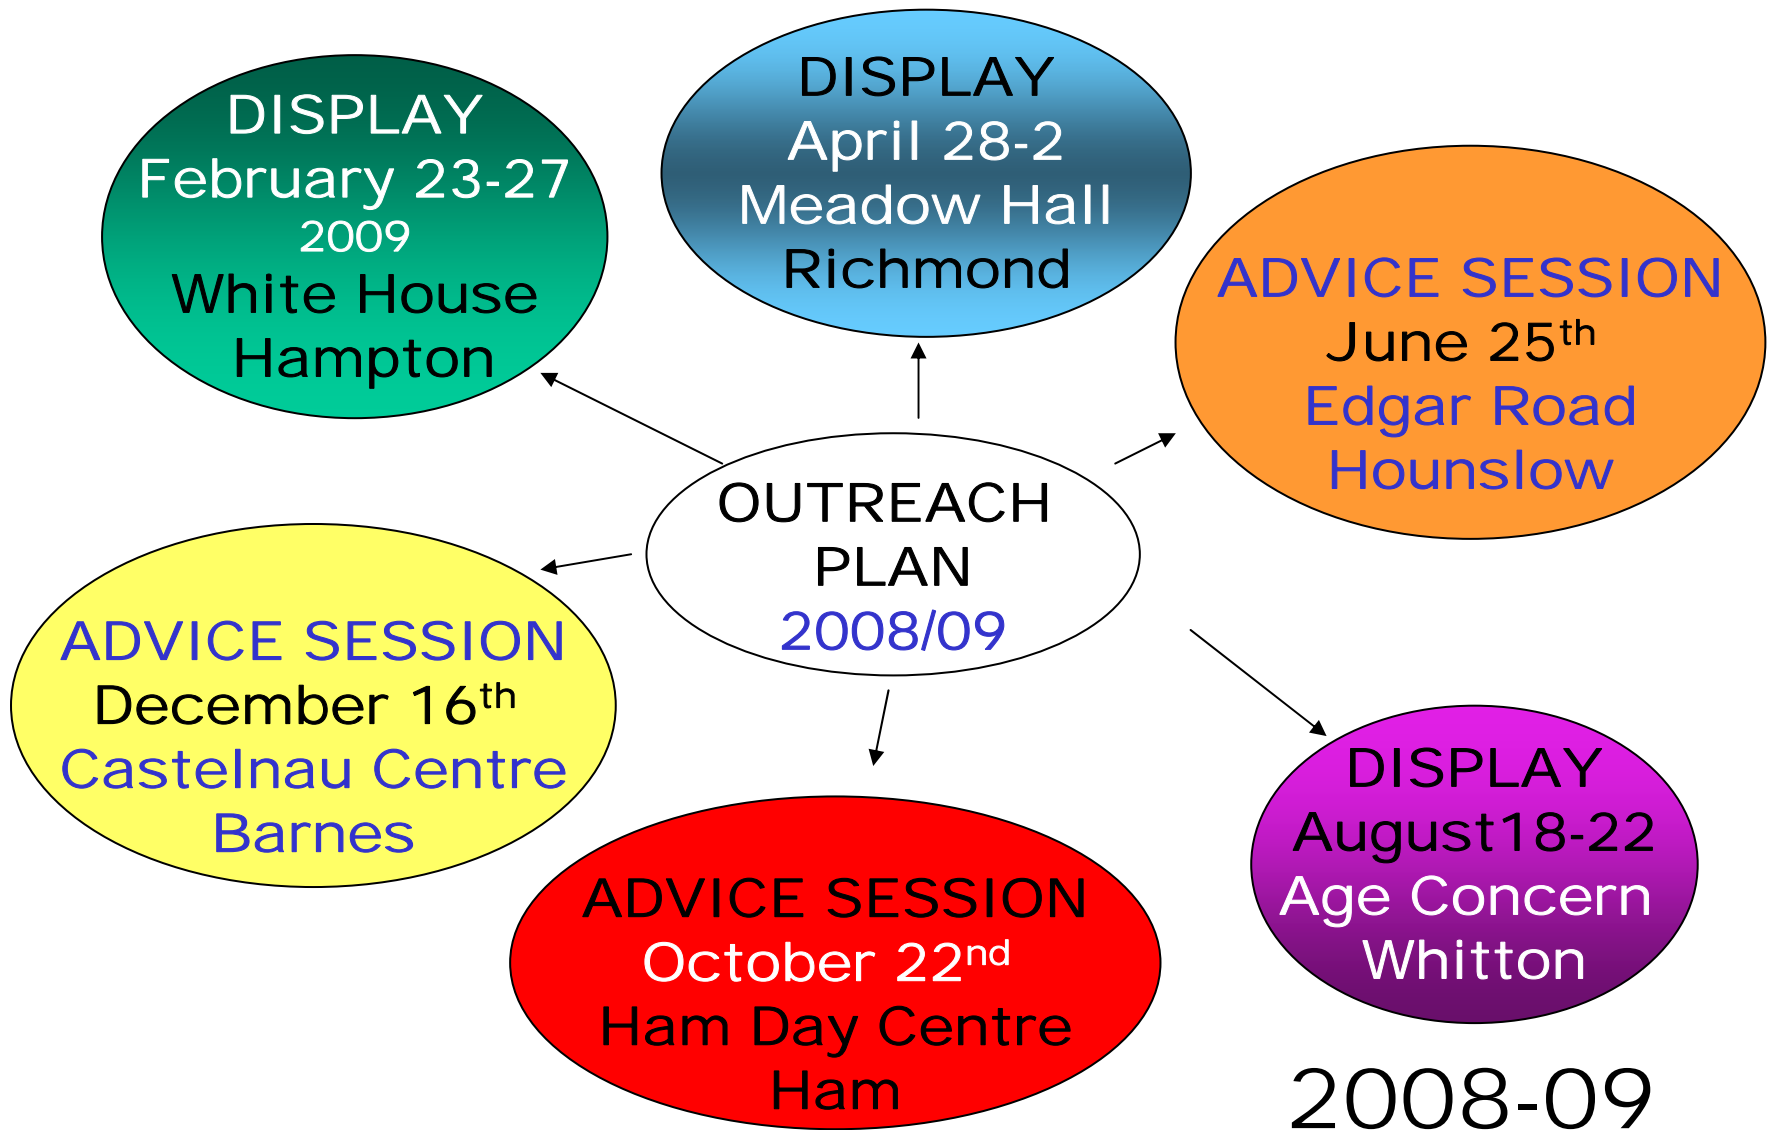 DISPLAY
February 23-27
2009
White House
Hampton
DISPLAY
April 28-2
Meadow Hall
Richmond
ADVICE SESSION
June 25th
Edgar Road
Hounslow
OUTREACH
PLAN
2008/09
ADVICE SESSION
December 16th
Castelnau Centre
Barnes
ADVICE SESSION
October 22nd
Ham Day Centre
Ham
DISPLAY
August18-22
Age Concern
Whitton
2008-09